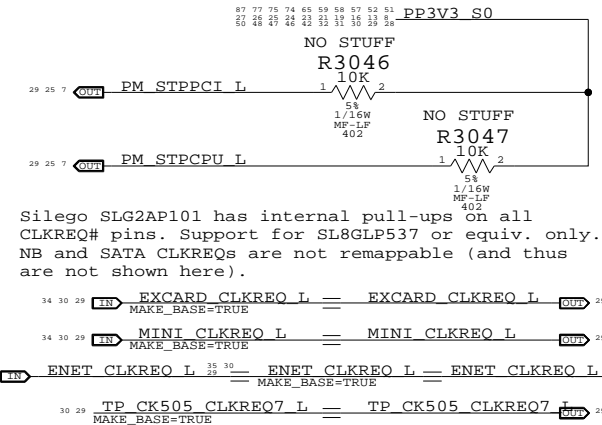 87 77 75 74 65 59 58 57 52 51
27 26 25 24 23 21 19 16 13 8
50 48 47 46 42 32 31 30 29 28
PP3V3_S0
NO STUFF
R3046
10K
29 25 7 OUT PM_STPPCI_L 1 2
5%
1/16W
MF-LF
402
NO STUFF
R3047
10K
29 25 7 OUT PM_STPCPU_L 1 2
5%
1/16W
MF-LF
402
Silego SLG2AP101 has internal pull-ups on all
CLKREQ# pins. Support for SL8GLP537 or equiv. only.
NB and SATA CLKREQs are not remappable (and thus
are not shown here).
34 30 29 IN EXCARD_CLKREQ_L EXCARD_CLKREQ_L OUT
MAKE_BASE=TRUE
34 30 29 IN MINI_CLKREQ_L MINI_CLKREQ_L OUT
MAKE_BASE=TRUE
IN ENET_CLKREQ_L 35 30 29 ENET_CLKREQ_L ENET_CLKREQ_L
MAKE_BASE=TRUE
30 29 TP_CK505_CLKREQ7_L TP_CK505_CLKREQ7_L OUT
MAKE_BASE=TRUE